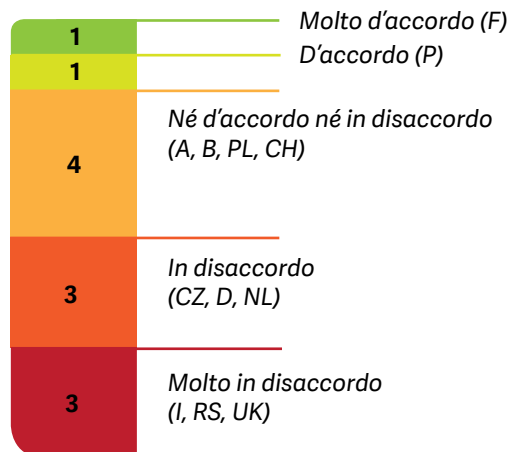 1
Molto d’accordo (F)
1
D’accordo (P)
4
Né d’accordo né in disaccordo
(A, B, PL, CH)
3
In disaccordo
(CZ, D, NL)
3
Molto in disaccordo
(I, RS, UK)